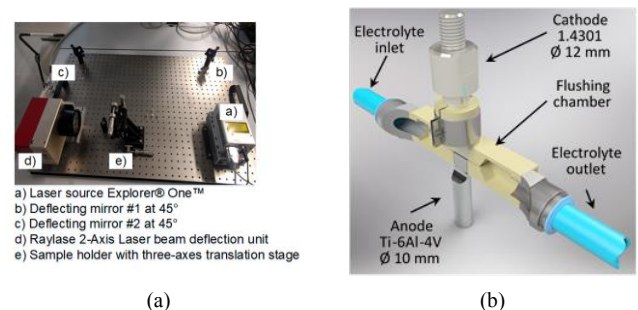 c)
b)
a)
d)
e)
a) Laser source Explorer® One™
b) Deflecting mirror #1 at 45°
c) Deflecting mirror #2 at 45°
d) Raylase 2-Axis Laser beam deflection unit
e) Sample holder with three-axes translation stage
(a)
b)
Electrolyte
inlet
Cathode
1.4301
Ø 12 mm
Flushing
chamber
Electrolyte
outlet
Anode
Ti-6Al-4V
Ø 10 mm
(b)